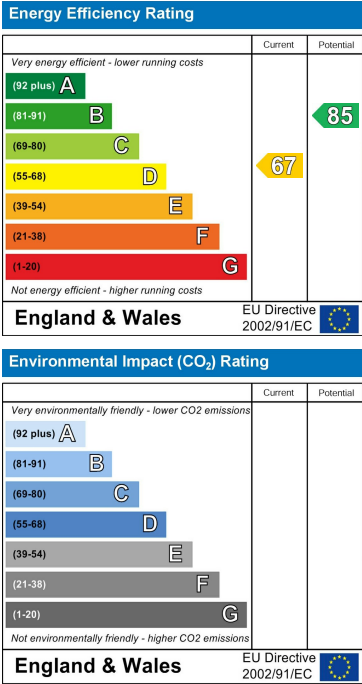 Energy Efficiency Rating
Current Potential
Very energy efficient - lower running costs
(92 plus) A
(81-91) B
85
(69-80) C
(55-68) D
67
(39-54) E
(21-38) F
(1-20) G
Not energy efficient - higher running costs
England & Wales
EU Directive
2002/91/EC
Environmental Impact (CO₂) Rating
Current Potential
Very environmentally friendly - lower CO2 emissions
(92 plus) A
(81-91) B
(69-80) C
(55-68) D
(39-54) E
(21-38) F
(1-20) G
Not environmentally friendly - higher CO2 emissions
England & Wales
EU Directive
2002/91/EC